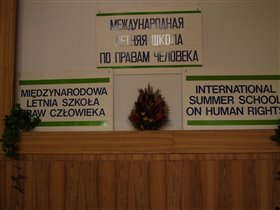 МЕЖДУНАРОДНАЯ
ЛЕТНЯЯ ШКОЛА
ПО ПРАВАМ ЧЕЛОВЕКА
MIĘDZYNARODOWA
LETNIA SZKOŁA
PRAW CZŁOWIEKA
INTERNATIONAL
SUMMER SCHOOL
ON HUMAN RIGHTS